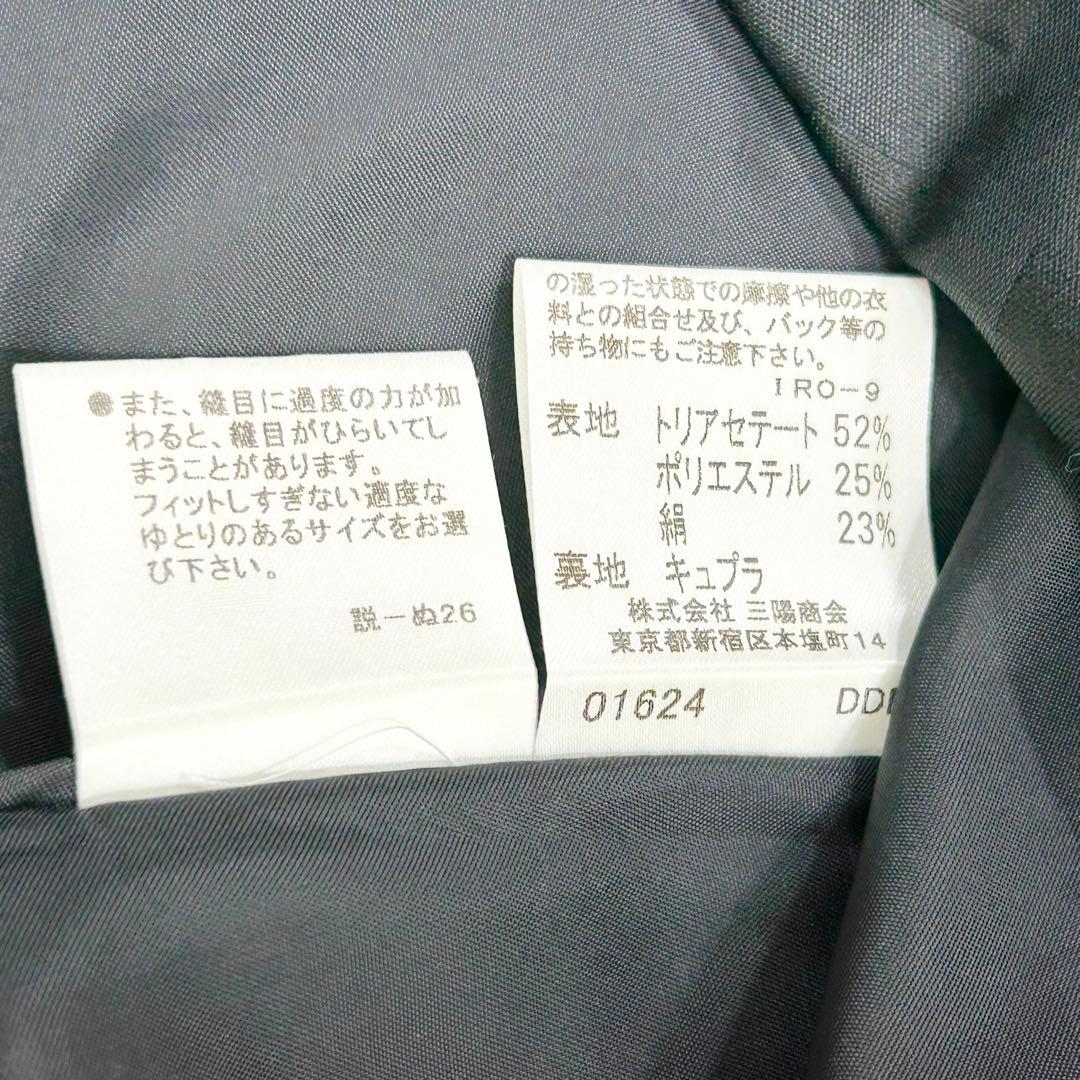 ●また、縫目に過度の力が加
わると、縫目がひらいてし
まうことがあります。
フィットしすぎない適度な
ゆとりのあるサイズをお選
び下さい。
説ーぬ26
の湿った状態での摩擦や他の衣
料との組合せ及び、バック等の
持ち物にもご注意下さい。
IRO-9
表地 トリアセテート 52%
ポリエステル 25%
絹 23%
裏地 キュプラ
株式会社 三陽商会
東京都新宿区本塩町14
01624